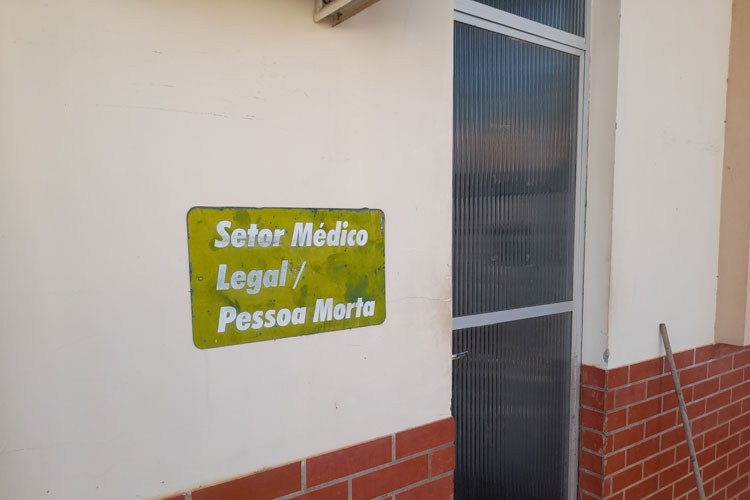 Setor Médico
Legal /
Pessoa Morta